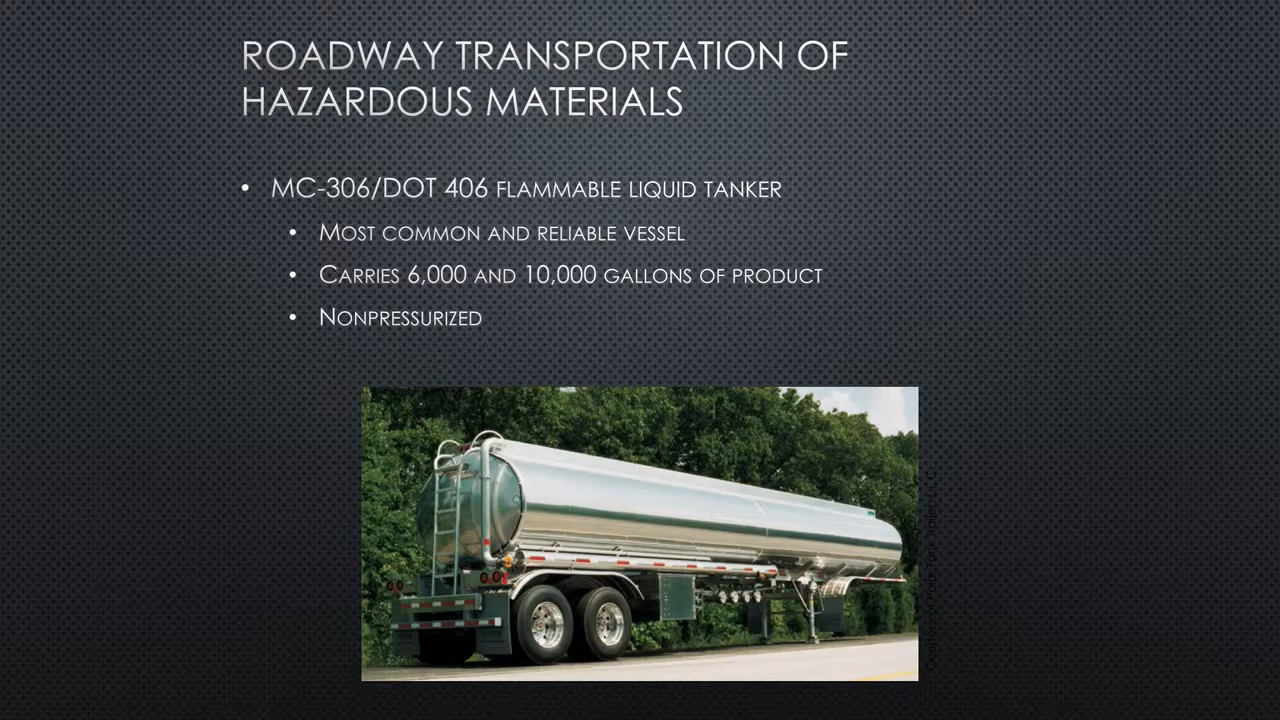 ROADWAY TRANSPORTATION OF
HAZARDOUS MATERIALS
• MC-306/DOT 406 FLAMMABLE LIQUID TANKER
• MOST COMMON AND RELIABLE VESSEL
• CARRIES 6,000 AND 10,000 GALLONS OF PRODUCT
• NONPRESSURIZED